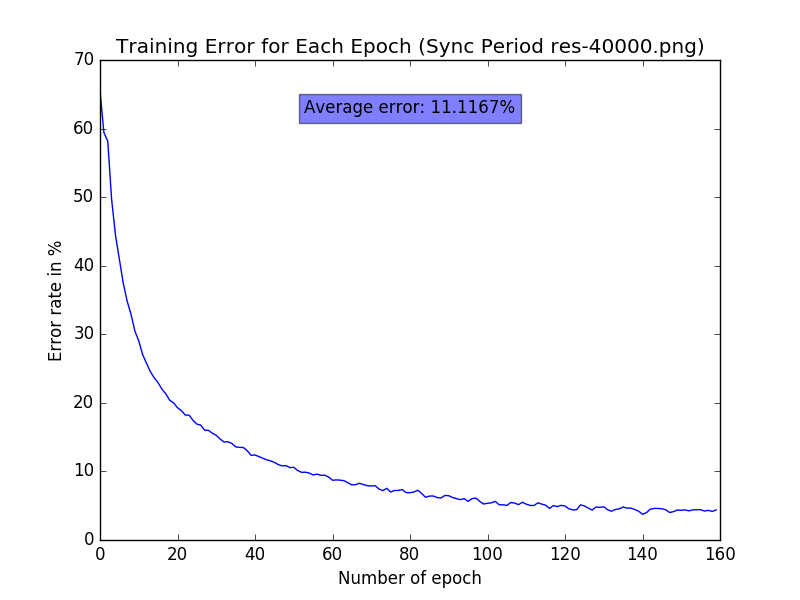 Training Error for Each Epoch (Sync Period res-40000.png)
Average error: 11.1167%
Error rate in %
70
60
50
40
30
20
10
0
0 20 40 60 80 100 120 140 160
Number of epoch